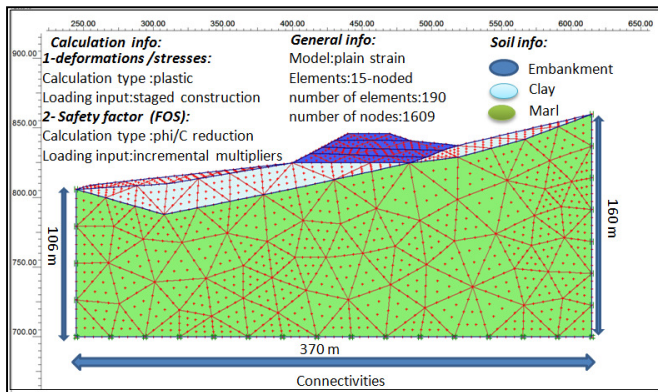 250.00 300.00 350.00 400.00 450.00 500.00 550.00 600.00 650.00
900.00
850.00
800.00
750.00
700.00
Calculation info:
1-deformations/stresses:
Calculation type :plastic
Loading input:staged construction
2- Safety factor (FOS):
Calculation type :phi/C reduction
Loading input:incremental multipliers
General info:
Model:plain strain
Elements:15-noded
number of elements:190
number of nodes:1609
Soil info:
Embankment
Clay
Marl
106 m
160 m
370 m
Connectivities